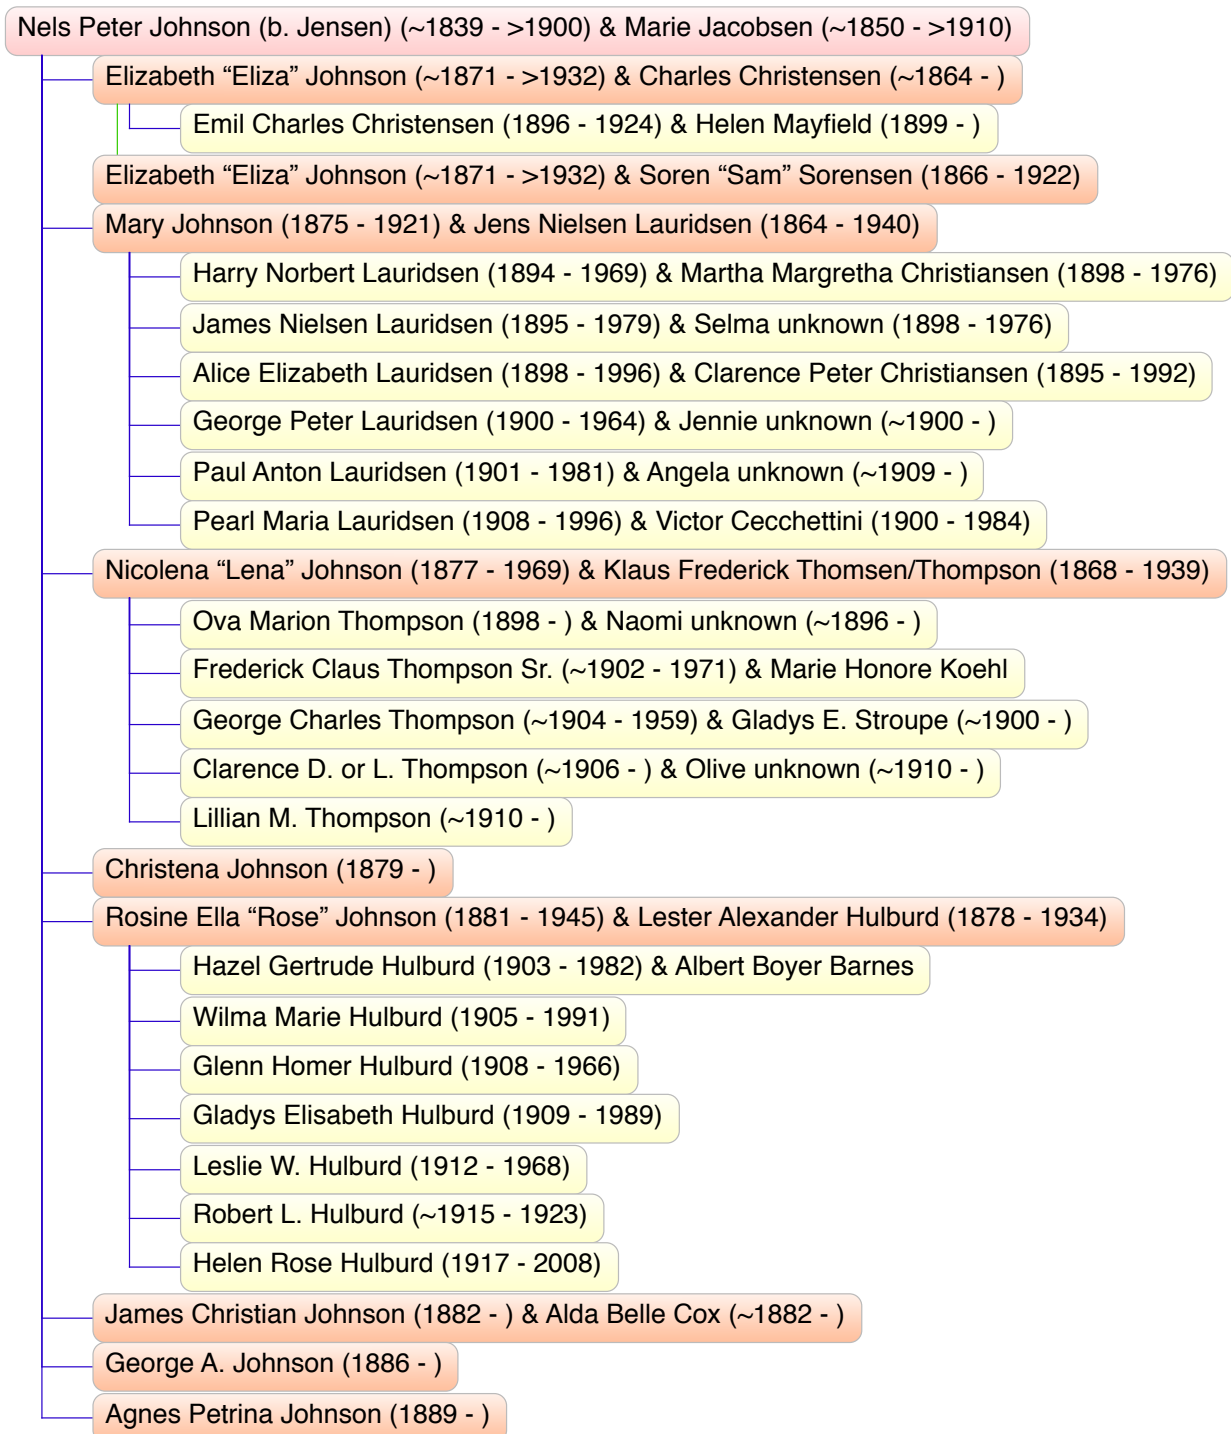 Nels Peter Johnson (b. Jensen) (~1839 - >1900) & Marie Jacobsen (~1850 - >1910)
Elizabeth “Eliza” Johnson (~1871 - >1932) & Charles Christensen (~1864 - )
Emil Charles Christensen (1896 - 1924) & Helen Mayfield (1899 - )
Elizabeth “Eliza” Johnson (~1871 - >1932) & Soren “Sam” Sorensen (1866 - 1922)
Mary Johnson (1875 - 1921) & Jens Nielsen Lauridsen (1864 - 1940)
Harry Norbert Lauridsen (1894 - 1969) & Martha Margretha Christiansen (1898 - 1976)
James Nielsen Lauridsen (1895 - 1979) & Selma unknown (1898 - 1976)
Alice Elizabeth Lauridsen (1898 - 1996) & Clarence Peter Christiansen (1895 - 1992)
George Peter Lauridsen (1900 - 1964) & Jennie unknown (~1900 - )
Paul Anton Lauridsen (1901 - 1981) & Angela unknown (~1909 - )
Pearl Maria Lauridsen (1908 - 1996) & Victor Cecchettini (1900 - 1984)
Nicolena “Lena” Johnson (1877 - 1969) & Klaus Frederick Thomsen/Thompson (1868 - 1939)
Ova Marion Thompson (1898 - ) & Naomi unknown (~1896 - )
Frederick Claus Thompson Sr. (~1902 - 1971) & Marie Honore Koehl
George Charles Thompson (~1904 - 1959) & Gladys E. Stroupe (~1900 - )
Clarence D. or L. Thompson (~1906 - ) & Olive unknown (~1910 - )
Lillian M. Thompson (~1910 - )
Christena Johnson (1879 - )
Rosine Ella “Rose” Johnson (1881 - 1945) & Lester Alexander Hulburd (1878 - 1934)
Hazel Gertrude Hulburd (1903 - 1982) & Albert Boyer Barnes
Wilma Marie Hulburd (1905 - 1991)
Glenn Homer Hulburd (1908 - 1966)
Gladys Elisabeth Hulburd (1909 - 1989)
Leslie W. Hulburd (1912 - 1968)
Robert L. Hulburd (~1915 - 1923)
Helen Rose Hulburd (1917 - 2008)
James Christian Johnson (1882 - ) & Alda Belle Cox (~1882 - )
George A. Johnson (1886 - )
Agnes Petrina Johnson (1889 - )